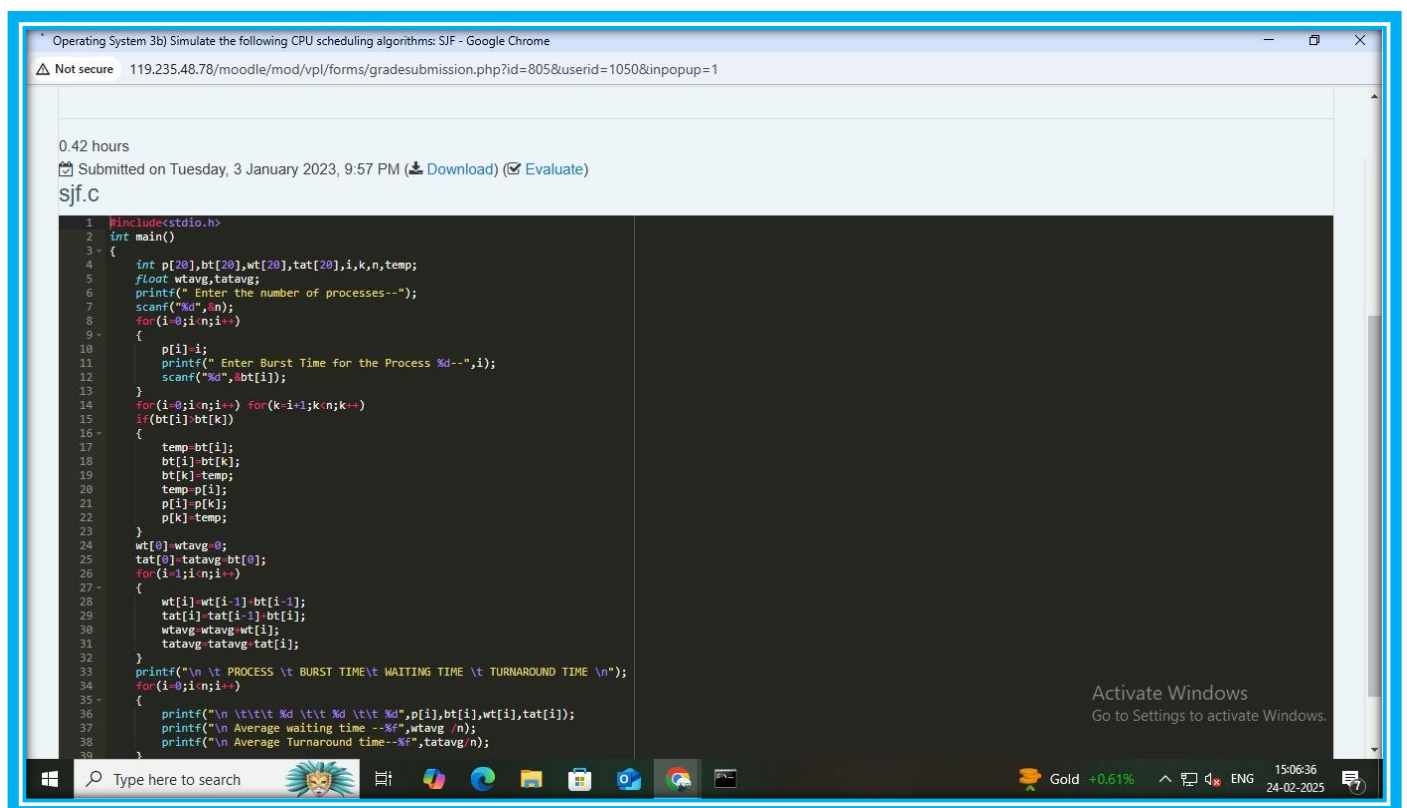 Operating System 3b) Simulate the following CPU scheduling algorithms: SJF - Google Chrome
Not secure 119.235.48.78/moodle/mod/vpl/forms/gradesubmission.php?id=805&userid=1050&inpopup=1
0.42 hours
Submitted on Tuesday, 3 January 2023, 9:57 PM (Download) (Evaluate)
sjf.c
1 #include<stdio.h>
2 int main()
3 {
4 int p[20],bt[20],wt[20],tat[20],i,k,n,temp;
5 float wtavg,tatavg;
6 printf(" Enter the number of processes--");
7 scanf("%d",&n);
8 for(i=0;i<n;i++)
9 {
10 p[i]=i;
11 printf(" Enter Burst Time for the Process %d--",i);
12 scanf("%d",&bt[i]);
13 }
14 for(i=0;i<n;i++) for(k=i+1;k<n;k++)
15 if(bt[i]>bt[k])
16 {
17 temp=bt[i];
18 bt[i]=bt[k];
19 bt[k]=temp;
20 temp=p[i];
21 p[i]=p[k];
22 p[k]=temp;
23 }
24 wt[0]=wtavg=0;
25 tat[0]=tatavg=bt[0];
26 for(i=1;i<n;i++)
27 {
28 wt[i]=wt[i-1]+bt[i-1];
29 tat[i]=tat[i-1]+bt[i];
30 wtavg=wtavg+wt[i];
31 tatavg=tatavg+tat[i];
32 }
33 printf("\n \t PROCESS \t BURST TIME\t WAITING TIME \t TURNAROUND TIME \n");
34 for(i=0;i<n;i++)
35 {
36 printf("\n \t\t\t %d \t\t %d \t\t %d",p[i],bt[i],wt[i],tat[i]);
37 printf("\n Average waiting time --%f",wtavg /n);
38 printf("\n Average Turnaround time--%f",tatavg/n);
39 }
Activate Windows
Go to Settings to activate Windows.
Type here to search
Gold +0.61%
ENG
15:06:36
24-02-2025
7